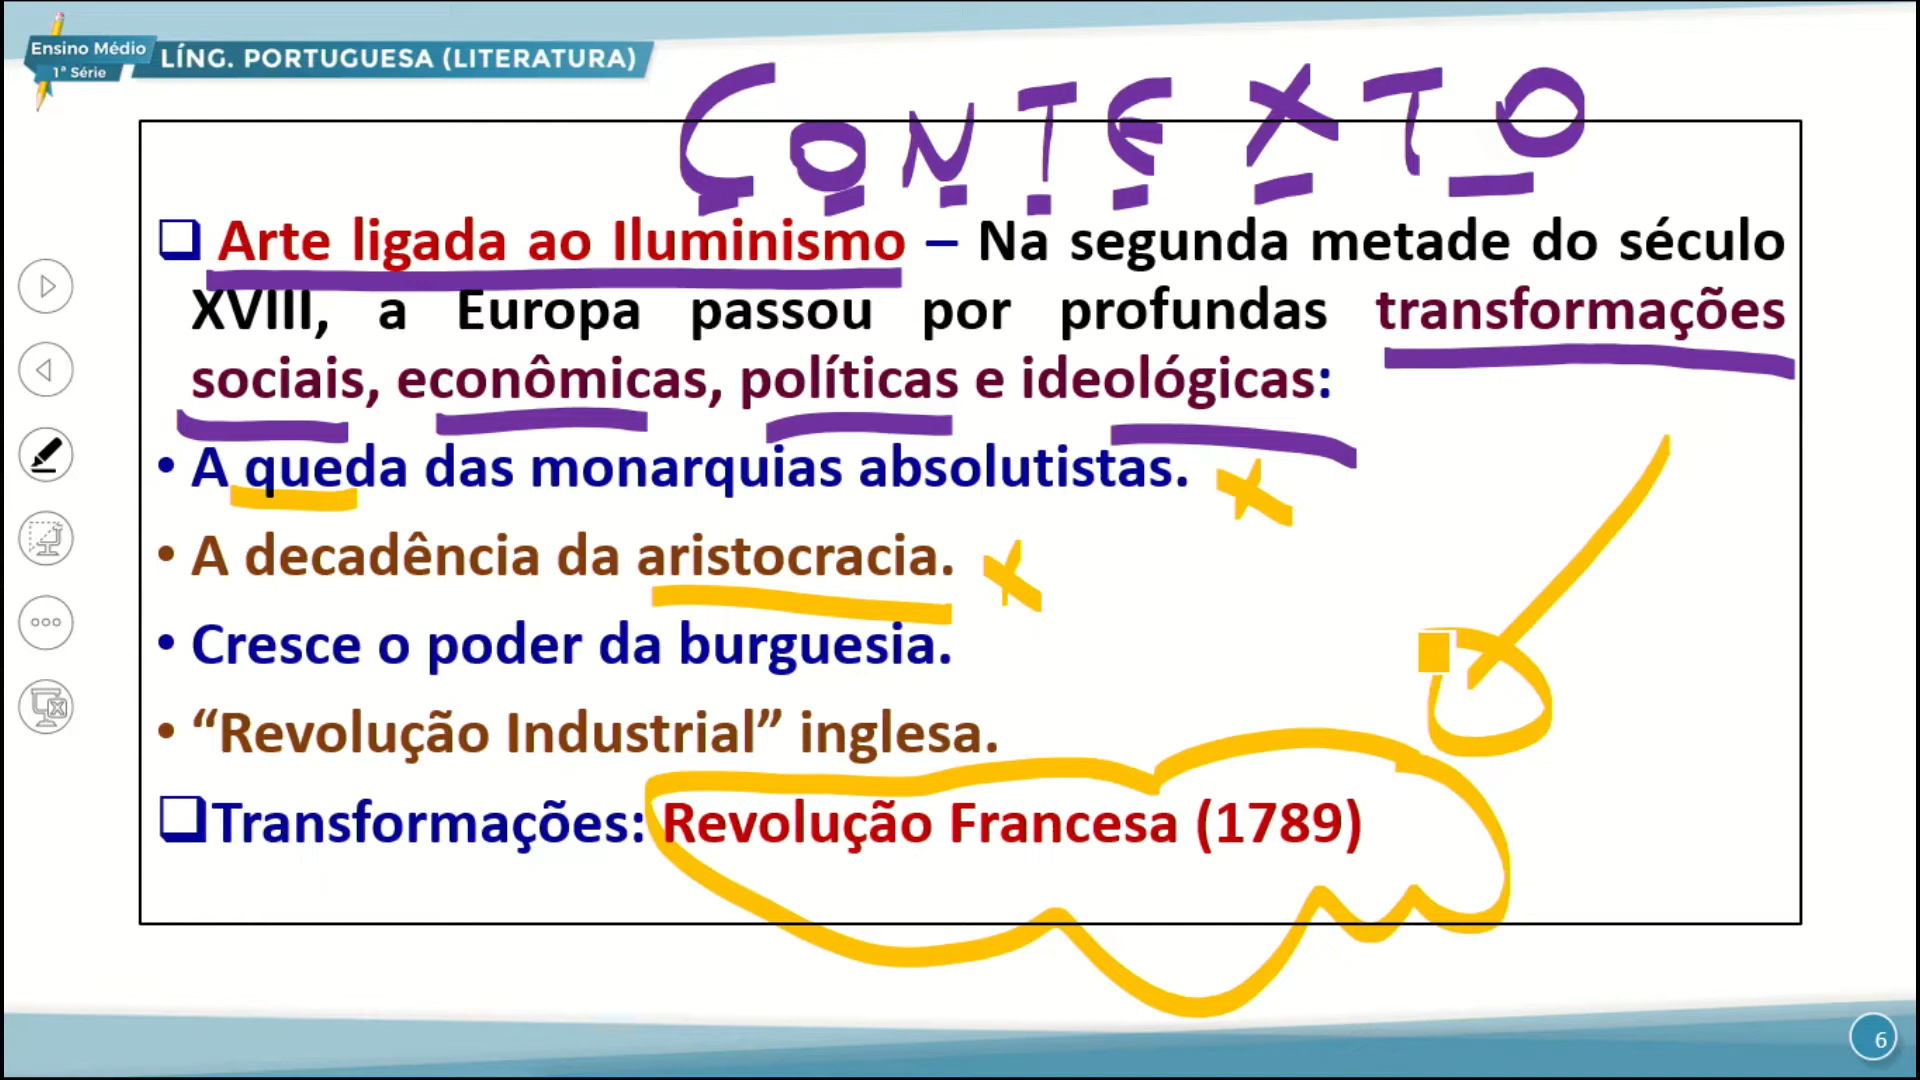 Ensino Médio
1ª Série
LÍNG. PORTUGUESA (LITERATURA)
CONTEXTO
❑ Arte ligada ao Iluminismo – Na segunda metade do século
XVIII, a Europa passou por profundas transformações
sociais, econômicas, políticas e ideológicas:
• A queda das monarquias absolutistas.
• A decadência da aristocracia.
• Cresce o poder da burguesia.
• “Revolução Industrial” inglesa.
❑Transformações: Revolução Francesa (1789)
6